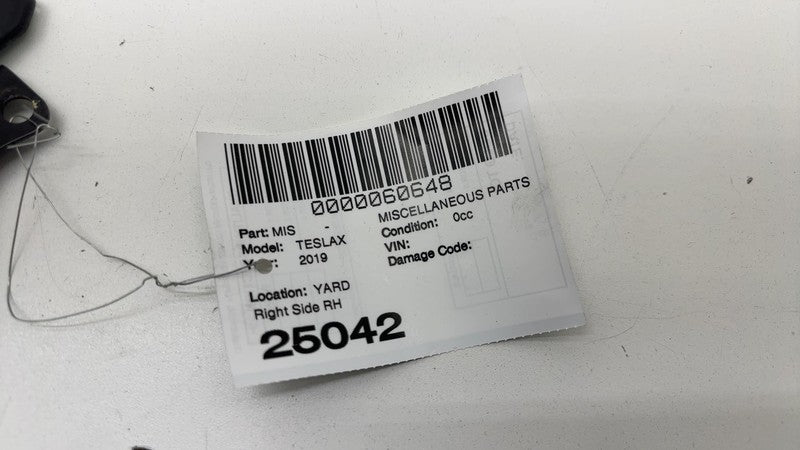 0000060648
Part: MIS - MISCELLANEOUS PARTS
Model: TESLAX Condition: 0cc
Year: 2019 VIN:
Damage Code:
Location: YARD
Right Side RH
25042